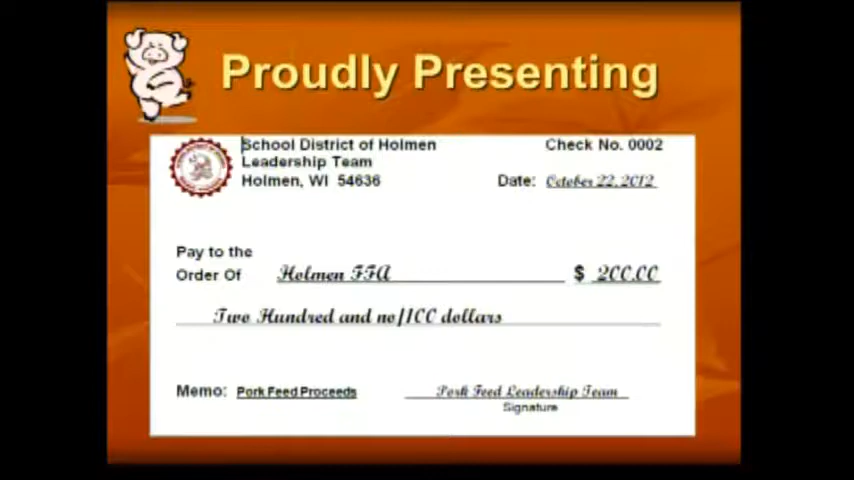 Proudly Presenting
School District of Holmen Check No. 0002
Leadership Team
Holmen, WI 54636 Date: October 22, 2012
Pay to the
Order Of Holmen FFA $ 200.00
Two Hundred and no/100 dollars
Memo: Pork Feed Proceeds Pork Feed Leadership Team
Signature